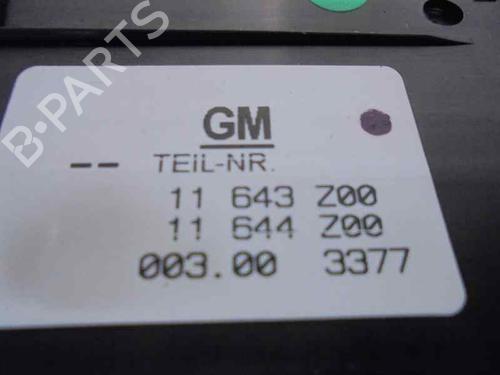 B-PARTS
GM
-- TEIL-NR.
11 643 Z00
11 644 Z00
003.00 3377